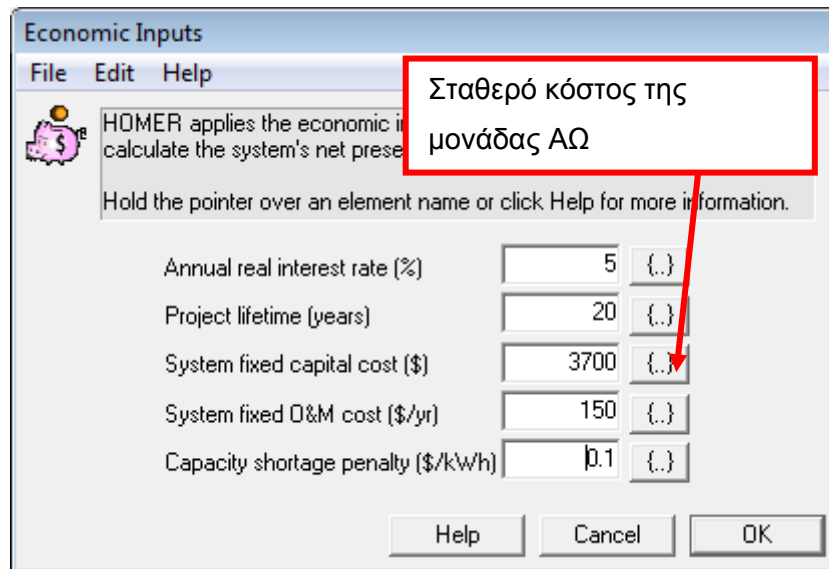 Economic Inputs
File Edit Help
Σταθερό κόστος της
μονάδας ΑΩ
HOMER applies the economic
calculate the system's net
Hold the pointer over an element name or click Help for more information.
Annual real interest rate (%) 5 {..}
Project lifetime (years) 20 {..}
System fixed capital cost ($) 3700 {..}
System fixed O&M cost ($/yr) 150 {..}
Capacity shortage penalty ($/kWh) 0.1 {..}
Help Cancel OK